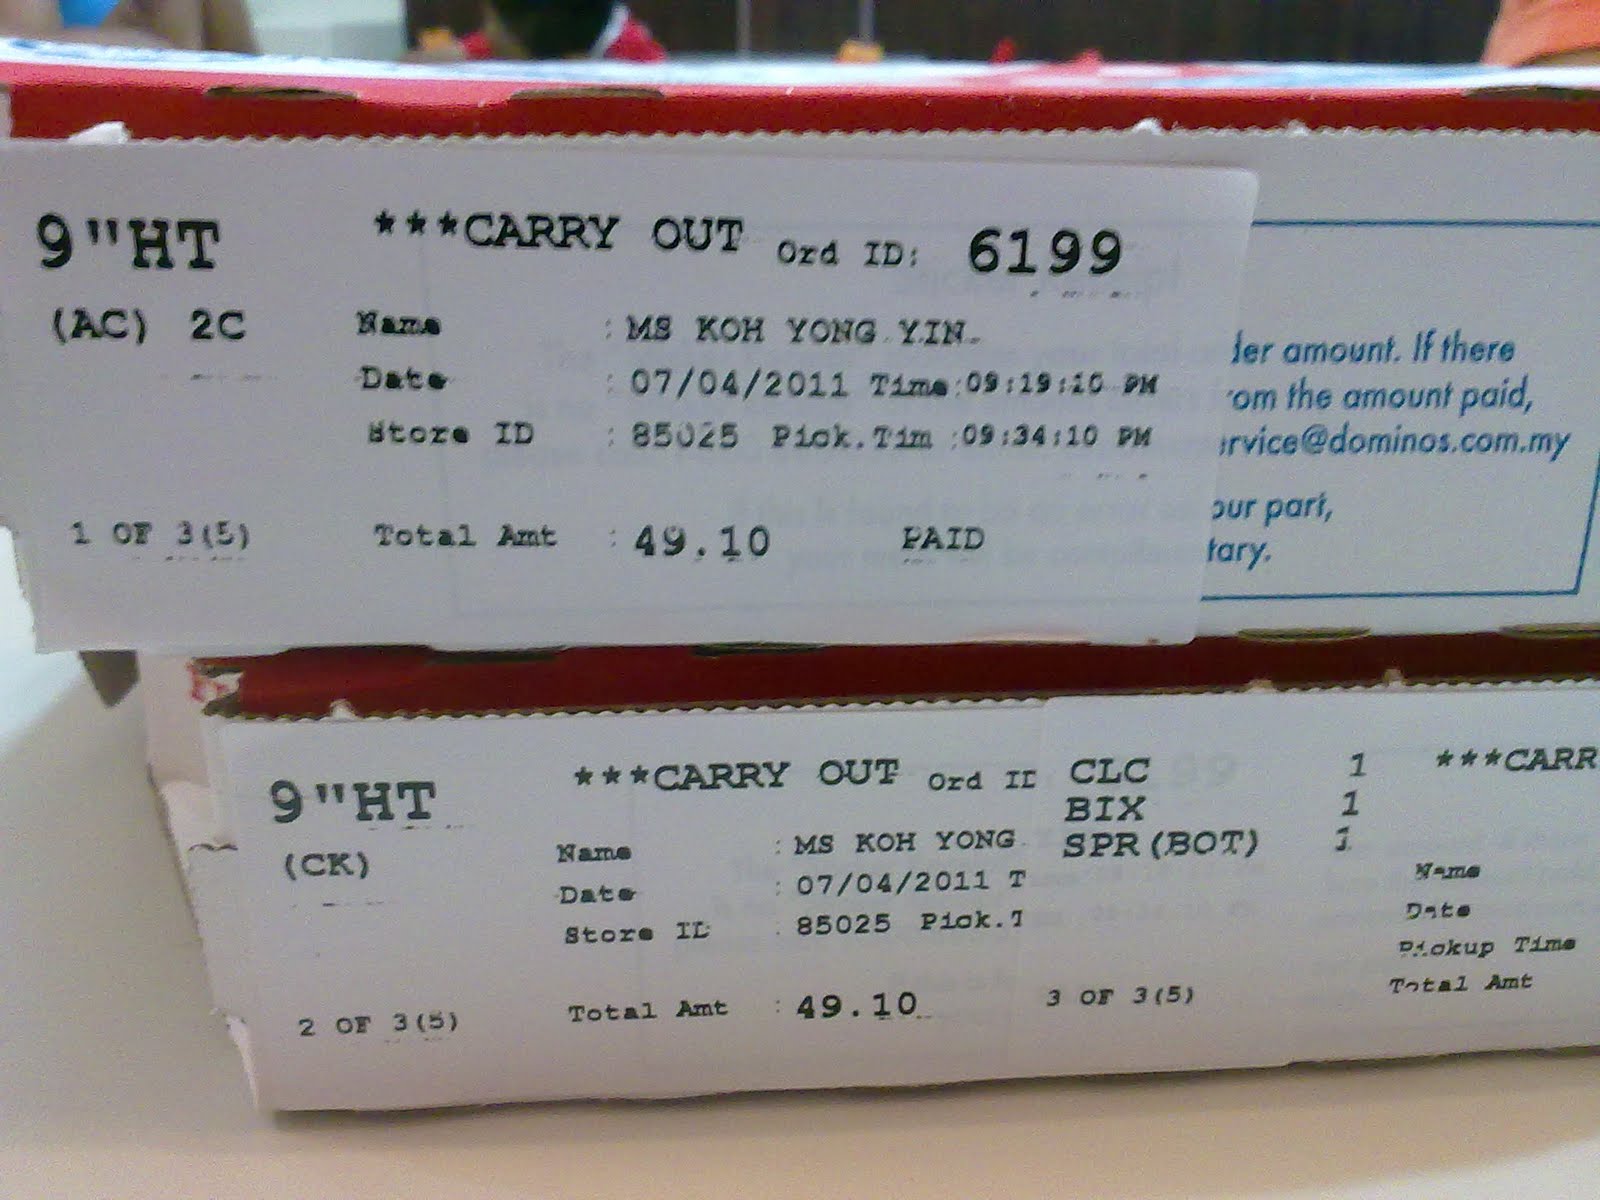 9"HT ***CARRY OUT Ord ID: 6199
(AC) 2C Name : MS KOH YONG YIN
Date : 07/04/2011 Time:09:19:10 PM
Store ID : 85025 Pick.Tim :09:34:10 PM
1 OF 3(5) Total Amt : 49.10 PAID
der amount. If there
rom the amount paid,
rvice@dominos.com.my
our part,
tary.
9"HT ***CARRY OUT Ord ID
(CK) Name : MS KOH YONG
Date : 07/04/2011 T
Store ID : 85025 Pick.T
2 OF 3(5) Total Amt : 49.10
CLC 1 ***CARR
BIX 1
SPR(BOT) 1
Name
Date
Pickup Time
3 OF 3(5) Total Amt